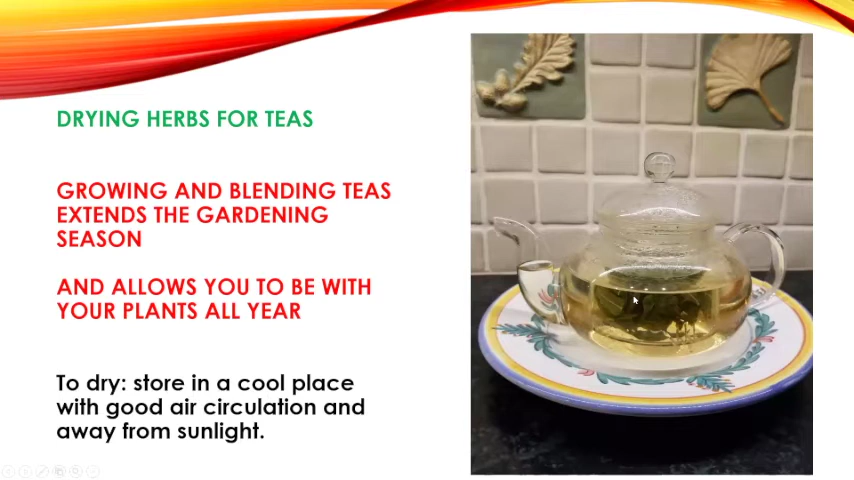 DRYING HERBS FOR TEAS
GROWING AND BLENDING TEAS
EXTENDS THE GARDENING
SEASON
AND ALLOWS YOU TO BE WITH
YOUR PLANTS ALL YEAR
To dry: store in a cool place
with good air circulation and
away from sunlight.